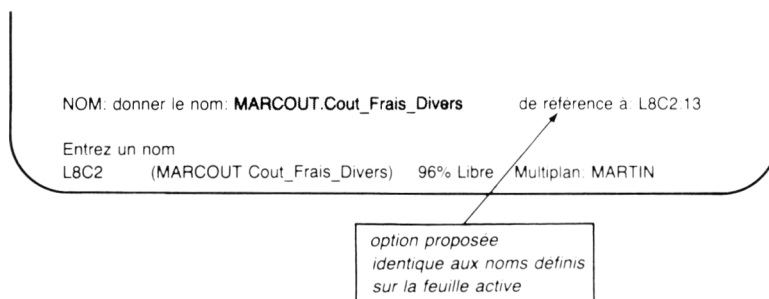 NOM: donner le nom: MARCOUT.Cout_Frais_Divers de référence à: L8C2:13
Entrez un nom
L8C2 (MARCOUT Cout_Frais_Divers) 96% Libre Multiplan: MARTIN
option proposée
identique aux noms définis
sur la feuille active